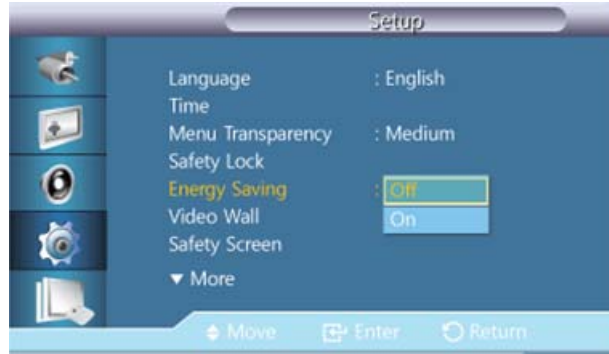 Setup
Language : English
Time
Menu Transparency : Medium
Safety Lock
Energy Saving : Off
On
Video Wall
Safety Screen
▼ More
Move Enter Return